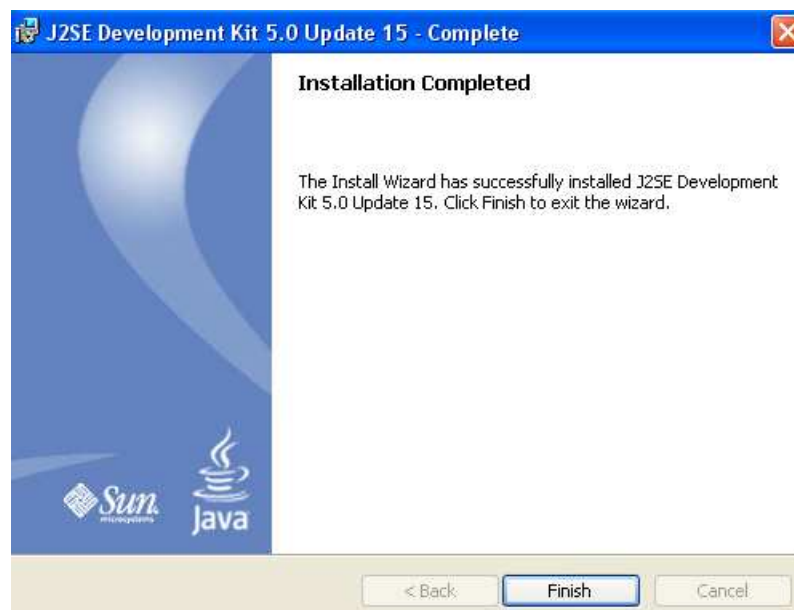 J2SE Development Kit 5.0 Update 15 - Complete
Installation Completed
The Install Wizard has successfully installed J2SE Development
Kit 5.0 Update 15. Click Finish to exit the wizard.
Sun
microsystems
Java
< Back
Finish
Cancel